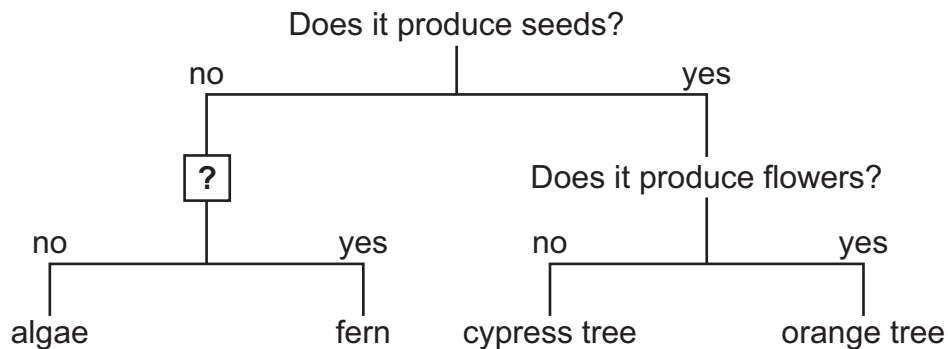 Does it produce seeds?
no
yes
?
Does it produce flowers?
no
yes
no
yes
algae
fern
cypress tree
orange tree